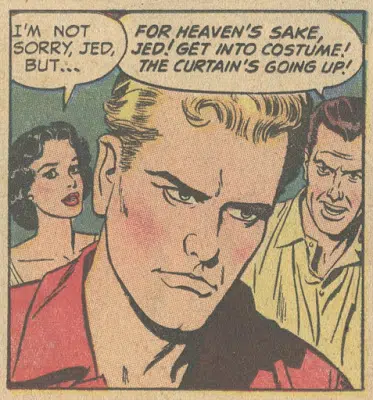 I'M NOT
SORRY, JED,
BUT...
FOR HEAVEN'S SAKE,
JED! GET INTO COSTUME!
THE CURTAIN'S GOING UP!